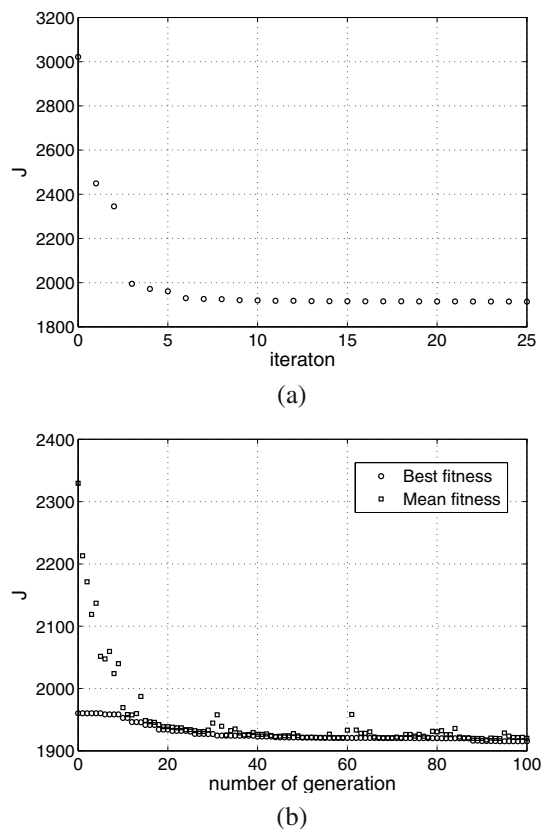 3200
3000
2800
2600
2400
2200
2000
1800
J
0 5 10 15 20 25
iteraton
(a)
2400
2300
2200
2100
2000
1900
J
Best fitness
Mean fitness
0 20 40 60 80 100
number of generation
(b)